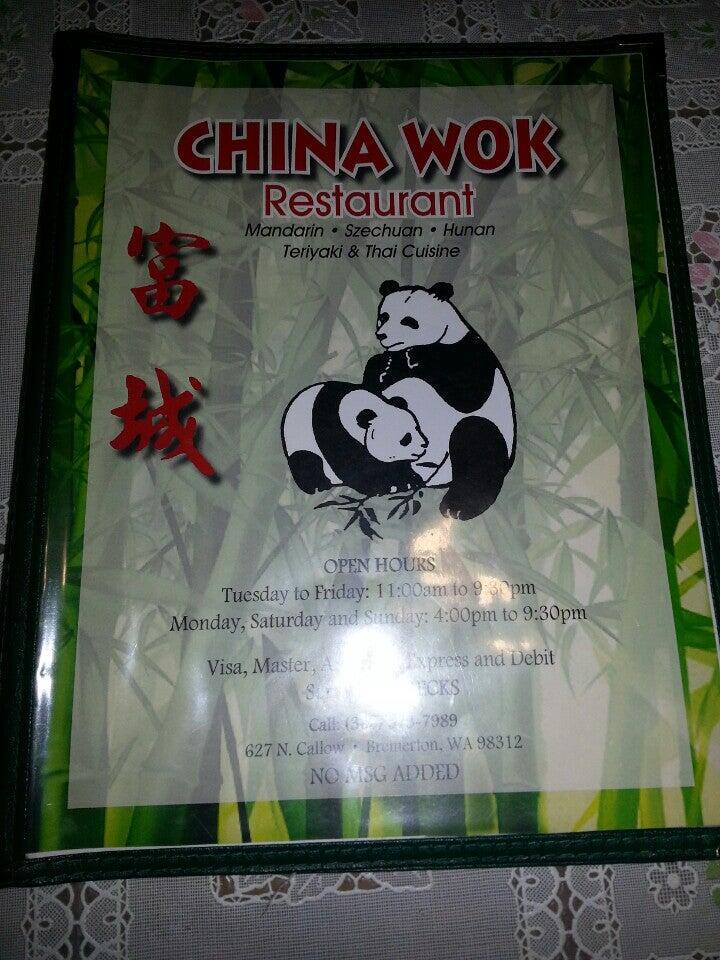 CHINA WOK
Restaurant
Mandarin • Szechuan • Hunan
Teriyaki & Thai Cuisine
富
城
OPEN HOURS
Tuesday to Friday: 11:00am to 9:30pm
Monday, Saturday and Sunday: 4:00pm to 9:30pm
Visa, Master, Express and Debit
Call: -7989
627 N. Callow • Bremerton, WA 98312
NO MSG ADDED